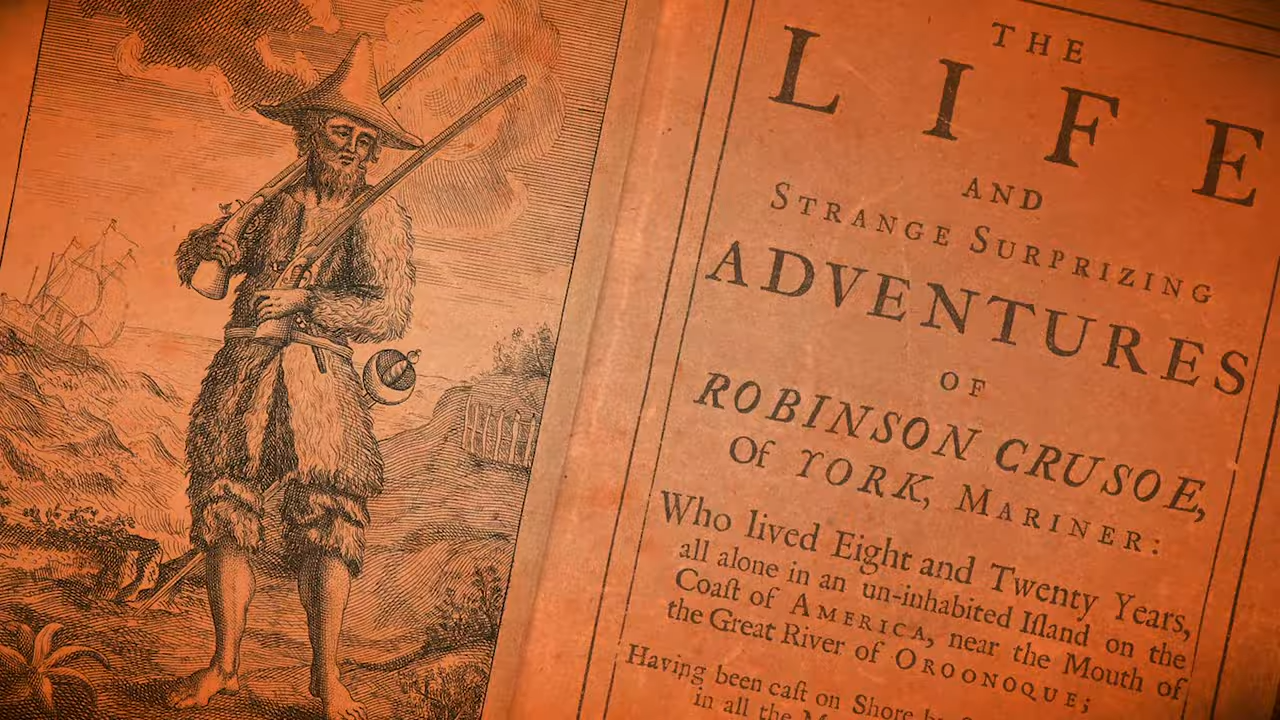 THE
LIFE
AND
STRANGE SURPRIZING
ADVENTURES
OF
ROBINSON CRUSOE,
Of YORK, MARINER:
Who lived Eight and Twenty Years,
all alone in an un-inhabited Iſland on the
Coaſt of AMERICA, near the Mouth of
the Great River of OROONOQUE;
Having been caſt on Shore
in all the